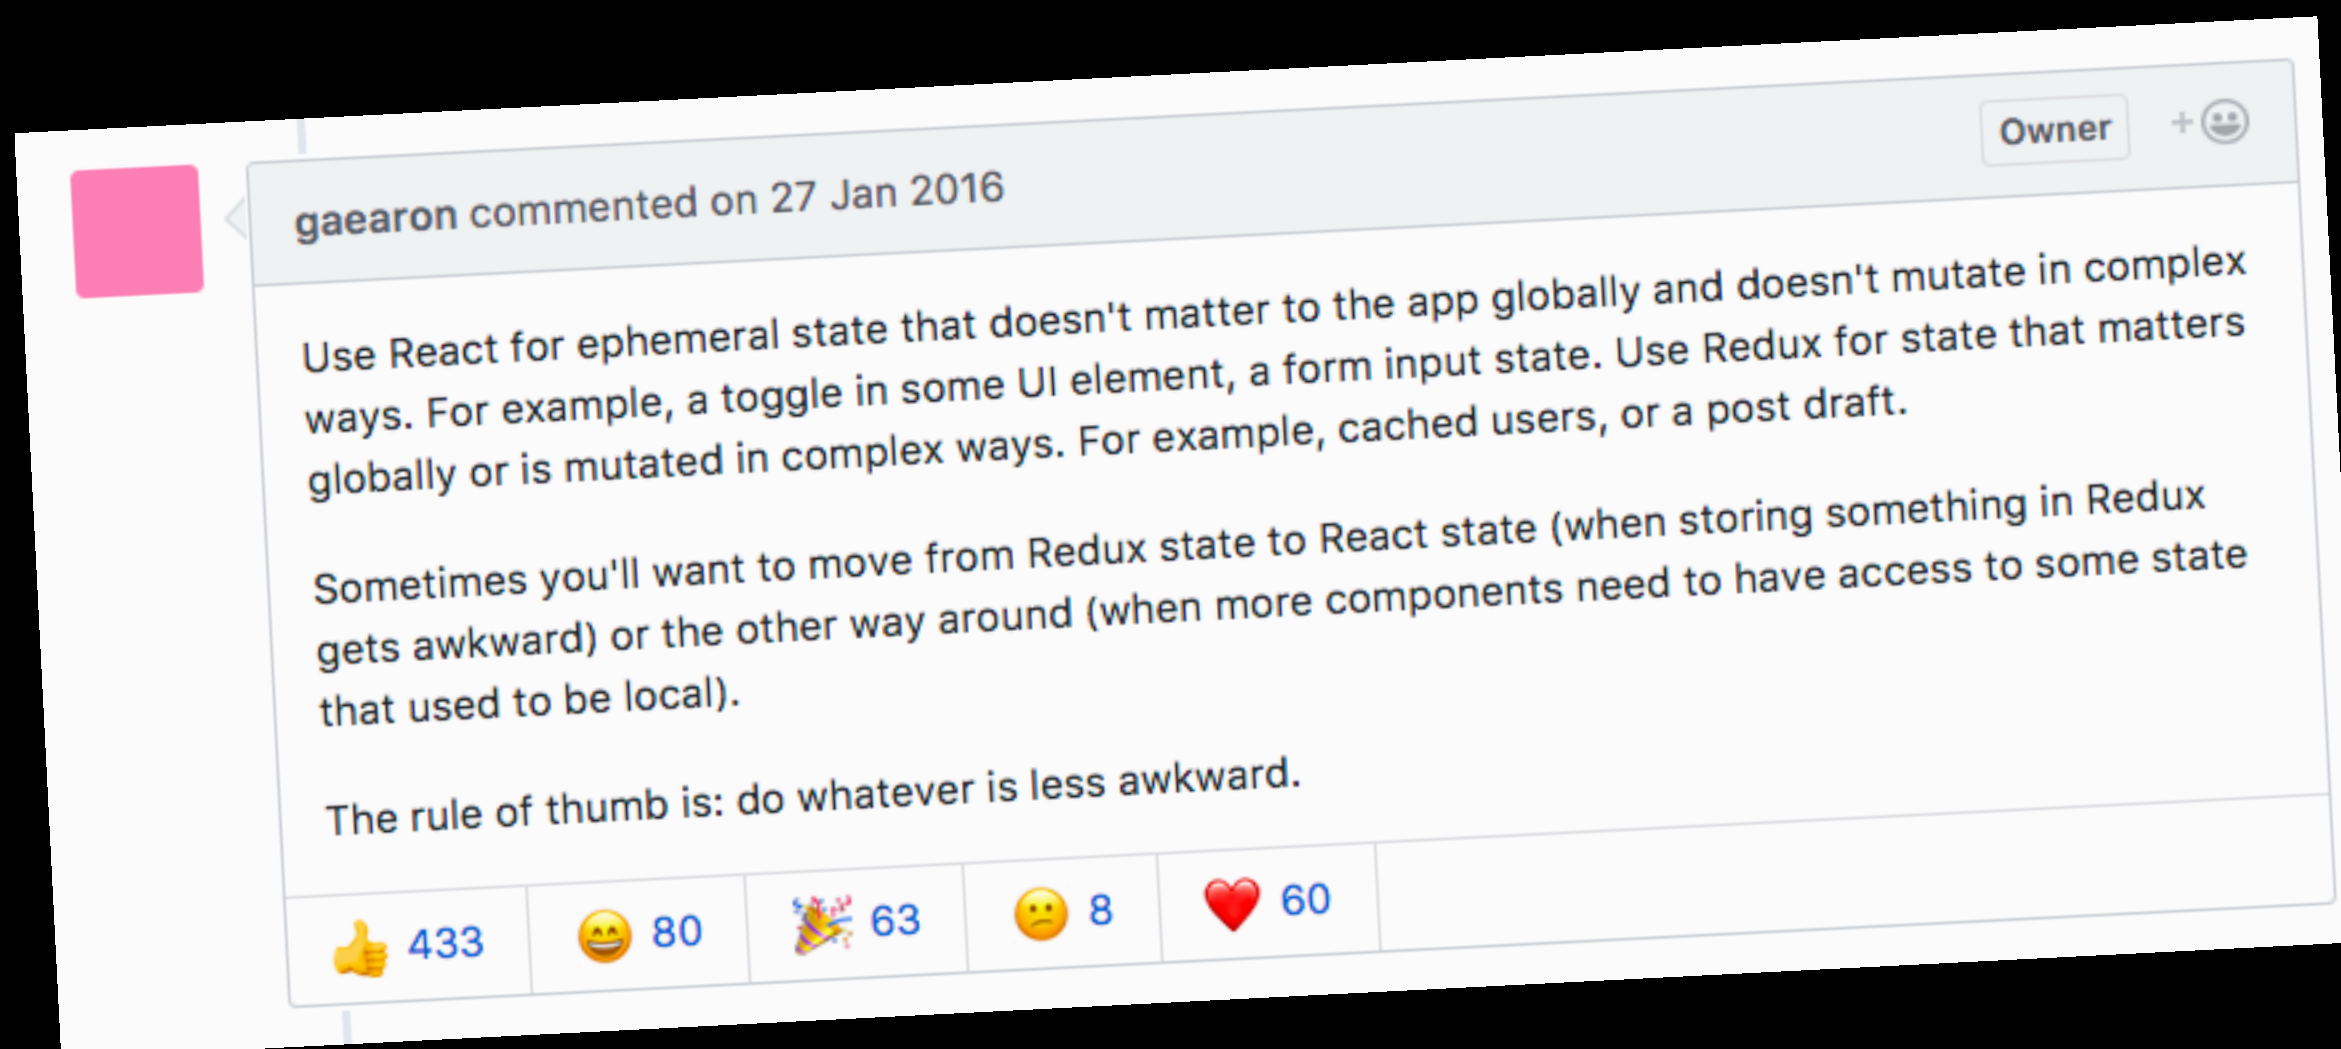 gaearon commented on 27 Jan 2016
Owner
Use React for ephemeral state that doesn't matter to the app globally and doesn't mutate in complex
ways. For example, a toggle in some UI element, a form input state. Use Redux for state that matters
globally or is mutated in complex ways. For example, cached users, or a post draft.
Sometimes you'll want to move from Redux state to React state (when storing something in Redux
gets awkward) or the other way around (when more components need to have access to some state
that used to be local).
The rule of thumb is: do whatever is less awkward.
433 80 63 8 60